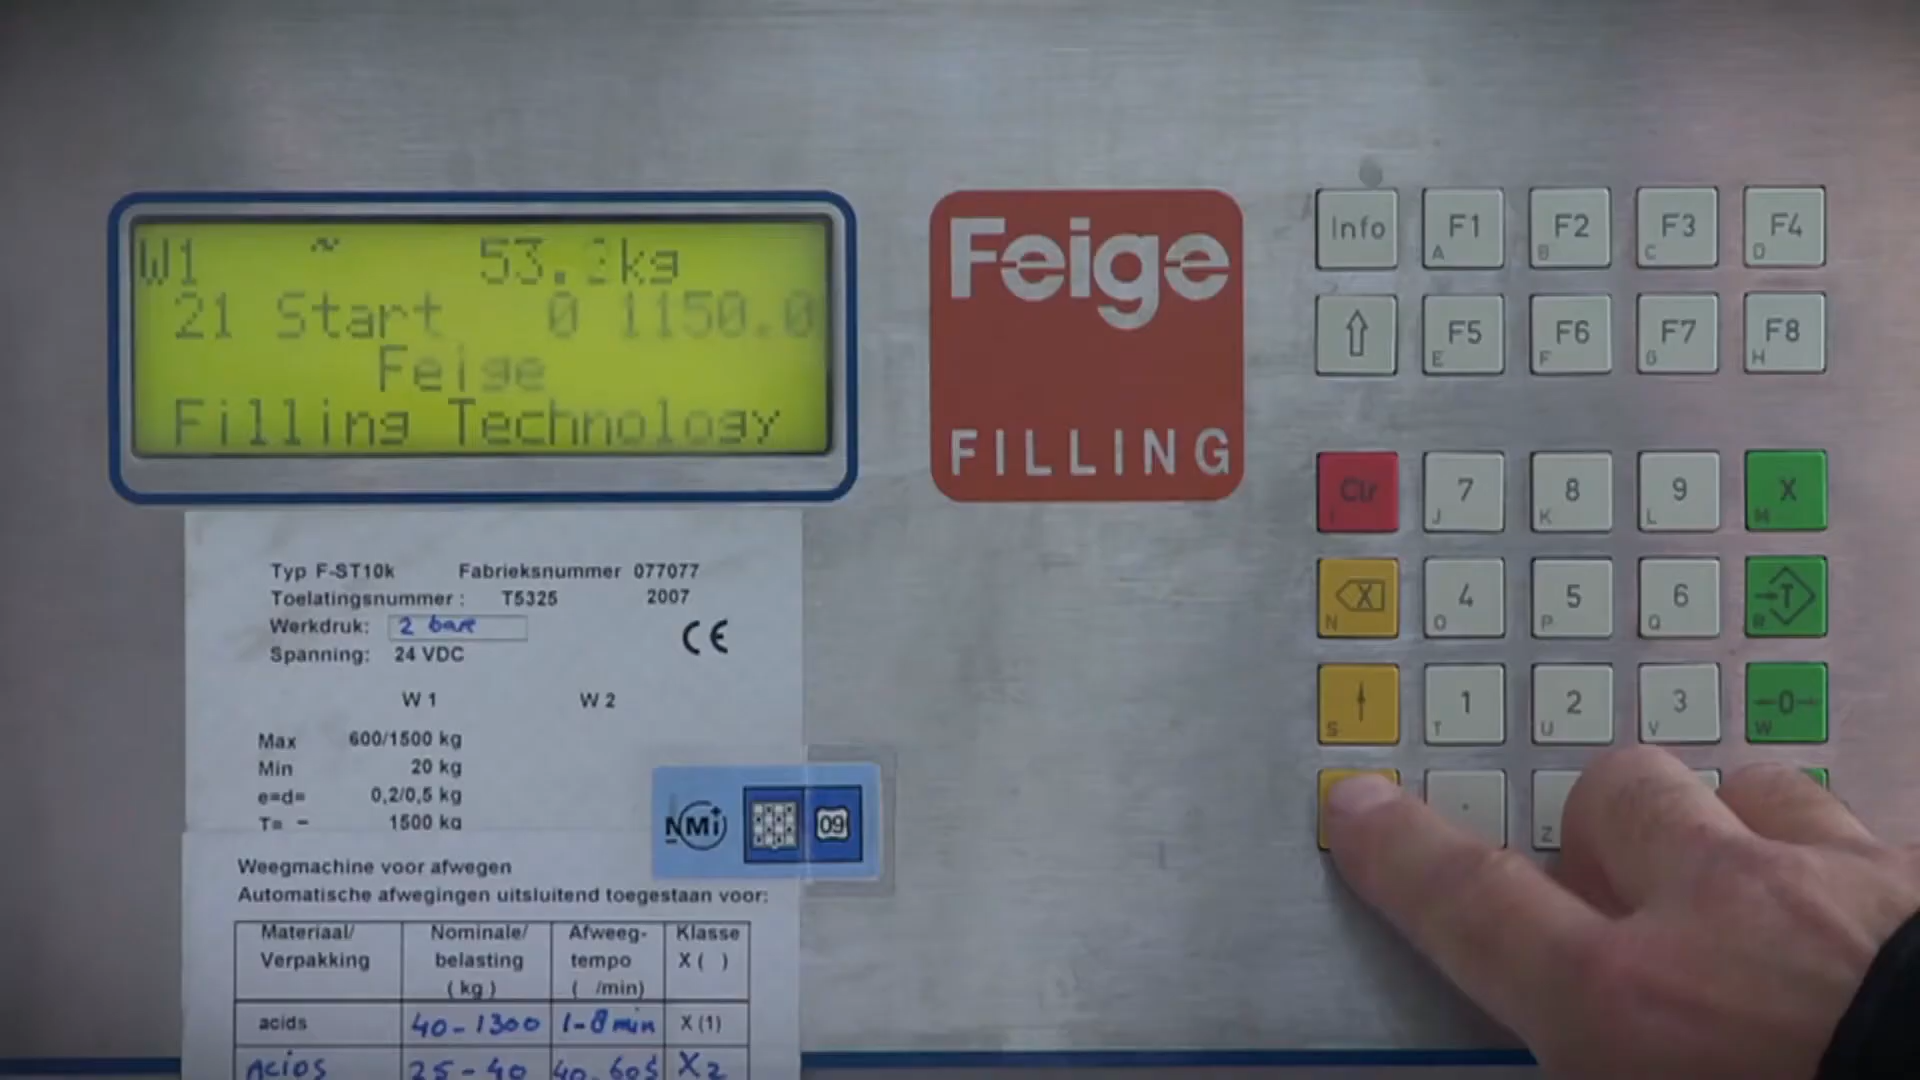 W1 ~ 53. kg
21 Start 0 1150.0
Feige
Filling Technology
Feige
FILLING
Info F1 A F2 B F3 C F4 D
F5 E F6 F F7 G F8 H
Clr I 7 J 8 K 9 L X M
X N 4 O 5 P 6 Q →T R
S 1 T 2 U 3 V →0← W
. Z
Typ F-ST10k Fabrieksnummer 077077
Toelatingsnummer : T5325 2007
Werkdruk: 2 bare
Spanning: 24 VDC
CE
W 1 W 2
Max 600/1500 kg
Min 20 kg
e=d= 0,2/0,5 kg
T= - 1500 kg
NMi 09
Weegmachine voor afwegen
Automatische afwegingen uitsluitend toegestaan voor:
Materiaal/ Nominale/ Afweeg- Klasse
Verpakking belasting tempo X ( )
( kg ) ( /min)
acids 40-1300 1-8 min X (1)
Acios 25-40 40-60s X2